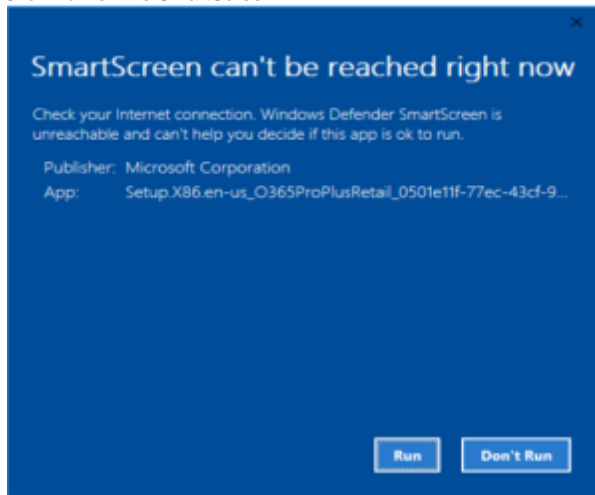 SmartScreen can't be reached right now
Check your Internet connection. Windows Defender SmartScreen is
unreachable and can't help you decide if this app is ok to run.
Publisher: Microsoft Corporation
App: Setup.X86.en-us_O365ProPlusRetail_0501e11f-77ec-43cf-9...
Run Don't Run